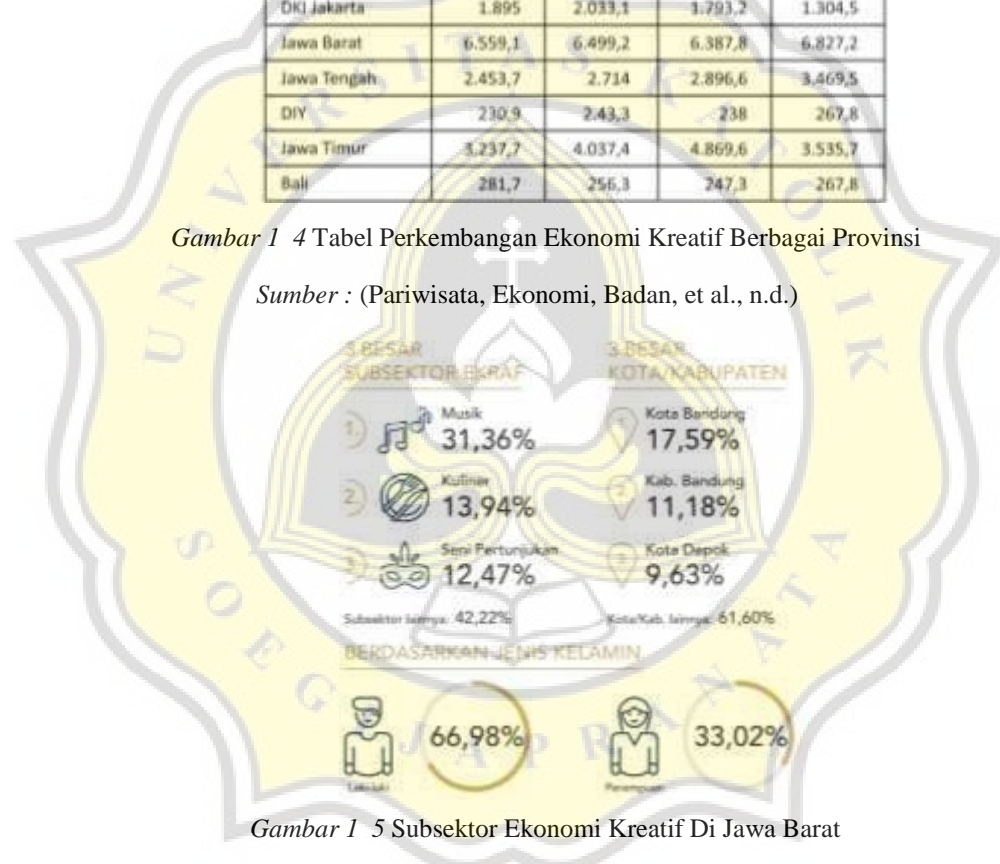 DKI Jakarta 1.895 2.033,1 1.793,2 1.304,5
Jawa Barat 6.559,1 6.499,2 6.387,8 6.827,2
Jawa Tengah 2.453,7 2.714 2.896,6 3.469,5
DIY 230,9 2.43,3 238 267,8
Jawa Timur 3.237,7 4.037,4 4.869,6 3.535,7
Bali 281,7 256,3 247,3 267,8
Gambar 1 4 Tabel Perkembangan Ekonomi Kreatif Berbagai Provinsi
Sumber : (Pariwisata, Ekonomi, Badan, et al., n.d.)
3 BESAR
SUBSEKTOR EKRAF
1. Musik
31,36%
2. Kuliner
13,94%
3. Seni Pertunjukan
12,47%
Subsektor lainnya: 42,22%
3 BESAR
KOTA/KABUPATEN
1 Kota Bandung
17,59%
2 Kab. Bandung
11,18%
3 Kota Depok
9,63%
Kota/Kab. lainnya: 61,60%
BERDASARKAN JENIS KELAMIN
66,98%
Laki-laki
33,02%
Perempuan
Gambar 1 5 Subsektor Ekonomi Kreatif Di Jawa Barat
UNIVERSITAS KATOLIK
SOEGIJAPRANATA